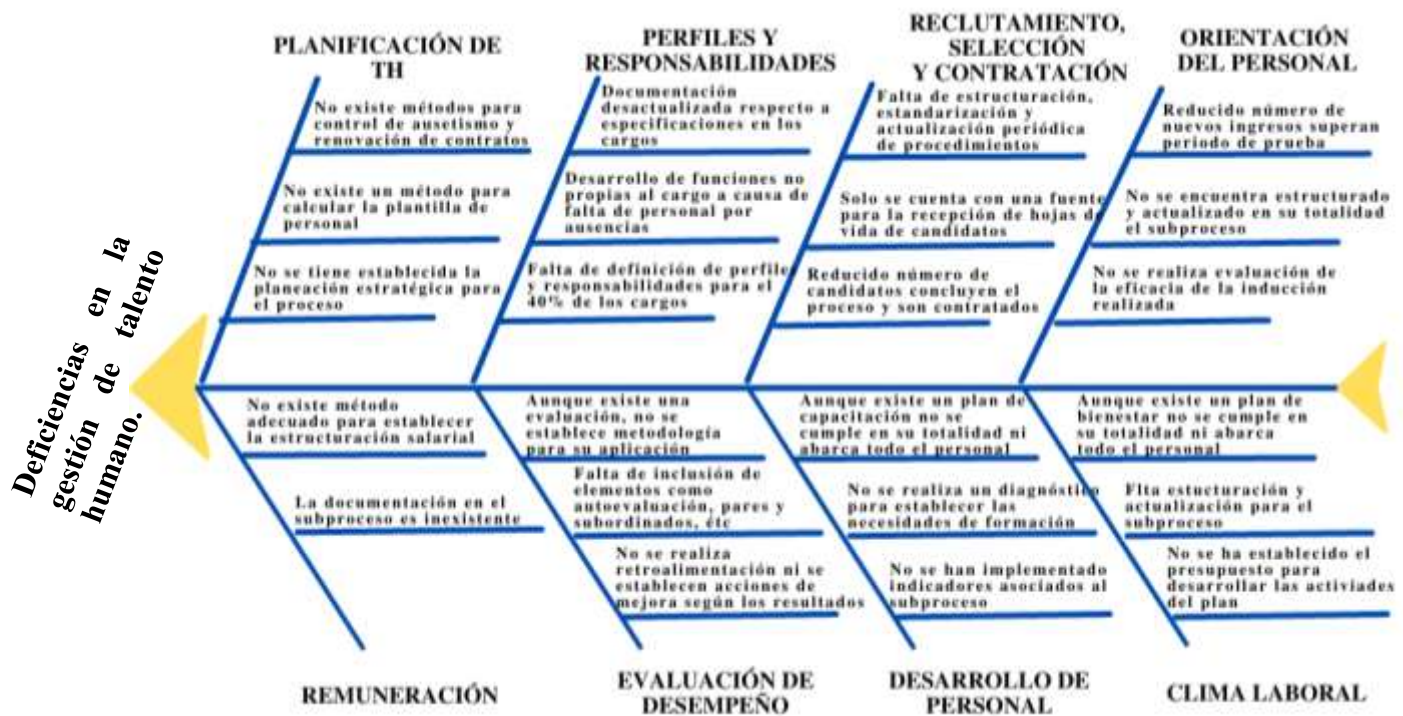 PLANIFICACIÓN DE
TH
No existe métodos para
control de ausetismo y
renovación de contratos
No existe un método para
calcular la plantilla de
personal
No se tiene establecida la
planeación estratégica para
el proceso
PERFILES Y
RESPONSABILIDADES
Documentación
desactualizada respecto a
especificaciones en los
cargos
Desarrollo de funciones no
propias al cargo a causa de
falta de personal por
ausencias
Falta de definición de perfiles
y responsabilidades para el
40% de los cargos
RECLUTAMIENTO,
SELECCIÓN
Y CONTRATACIÓN
Falta de estructuración,
estandarización y
actualización periódica
de procedimientos
Solo se cuenta con una fuente
para la recepción de hojas de
vida de candidatos
Reducido número de
candidatos concluyen el
proceso y son contratados
ORIENTACIÓN
DEL PERSONAL
Reducido número de
nuevos ingresos superan
periodo de prueba
No se encuentra estructurado
y actualizado en su totalidad
el subproceso
No se realiza evaluación de
la eficacia de la inducción
realizada
Deficiencias en la
gestión de talento
humano.
No existe método
adecuado para establecer
la estructuración salarial
La documentación en el
subproceso es inexistente
REMUNERACIÓN
Aunque existe una
evaluación, no se
establece metodología
para su aplicación
Falta de inclusión de
elementos como
autoevaluación, pares y
subordinados, étc
No se realiza
retroalimentación ni se
establecen acciones de
mejora según los resultados
EVALUACIÓN DE
DESEMPEÑO
Aunque existe un plan de
capacitación no se
cumple en su totalidad ni
abarca todo el personal
No se realiza un diagnóstico
para establecer las
necesidades de formación
No se han implementado
indicadores asociados al
subproceso
DESARROLLO DE
PERSONAL
Aunque existe un plan de
bienestar no se cumple en
su totalidad ni abarca
todo el personal
Flta estucturación y
actualización para el
subproceso
No se ha establecido el
presupuesto para
desarrollar las activiades
del plan
CLIMA LABORAL